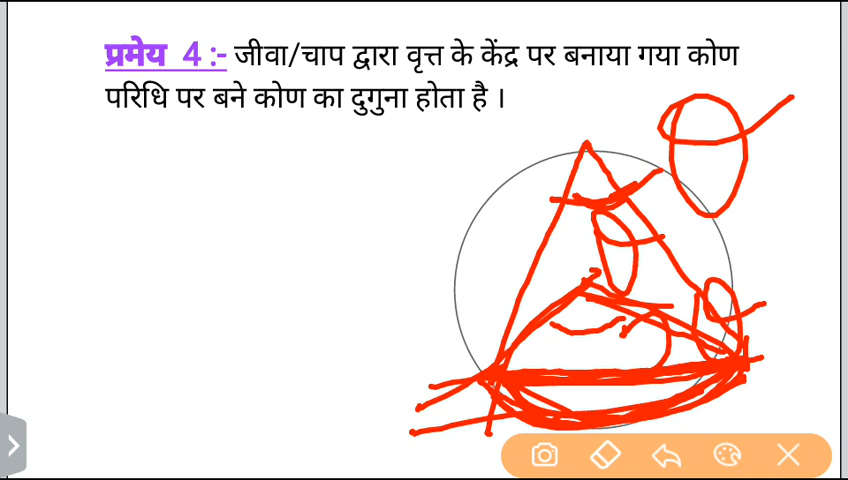 प्रमेय 4 :- जीवा/चाप द्वारा वृत्त के केंद्र पर बनाया गया कोण
परिधि पर बने कोण का दुगुना होता है ।